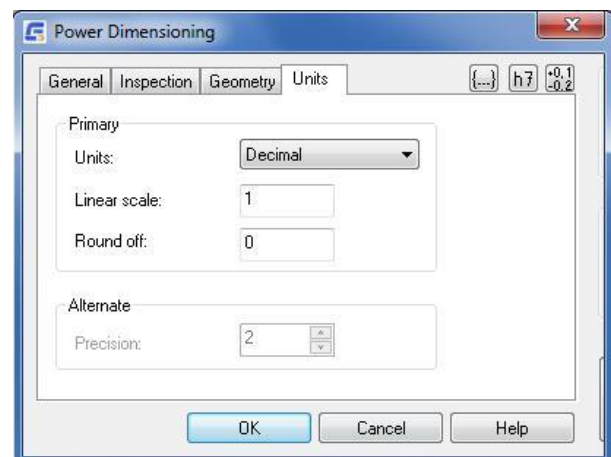 Power Dimensioning
General Inspection Geometry Units {...} h7 +0,1 -0,2
Primary
Units: Decimal
Linear scale: 1
Round off: 0
Alternate
Precision: 2
OK Cancel Help